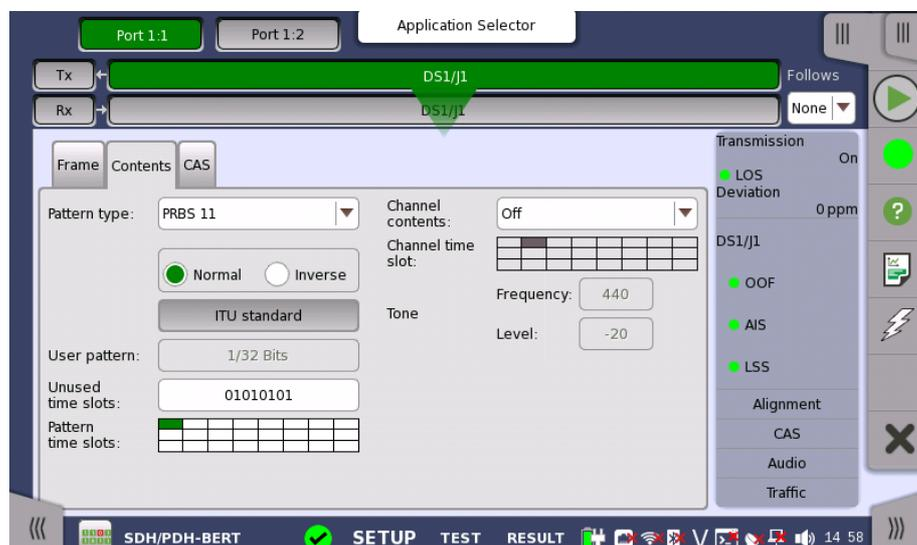 Port 1:1
Port 1:2
Application Selector
Tx
DS1/J1
Follows
Rx
DS1/J1
None
Frame
Contents
CAS
Pattern type:
PRBS 11
Normal
Inverse
ITU standard
User pattern:
1/32 Bits
Unused
time slots:
01010101
Pattern
time slots:
Channel
contents:
Off
Channel time
slot:
Tone
Frequency:
440
Level:
-20
Transmission
On
LOS
Deviation
0 ppm
DS1/J1
OOF
AIS
LSS
Alignment
CAS
Audio
Traffic
SDH/PDH-BERT
SETUP
TEST
RESULT
V
14 58